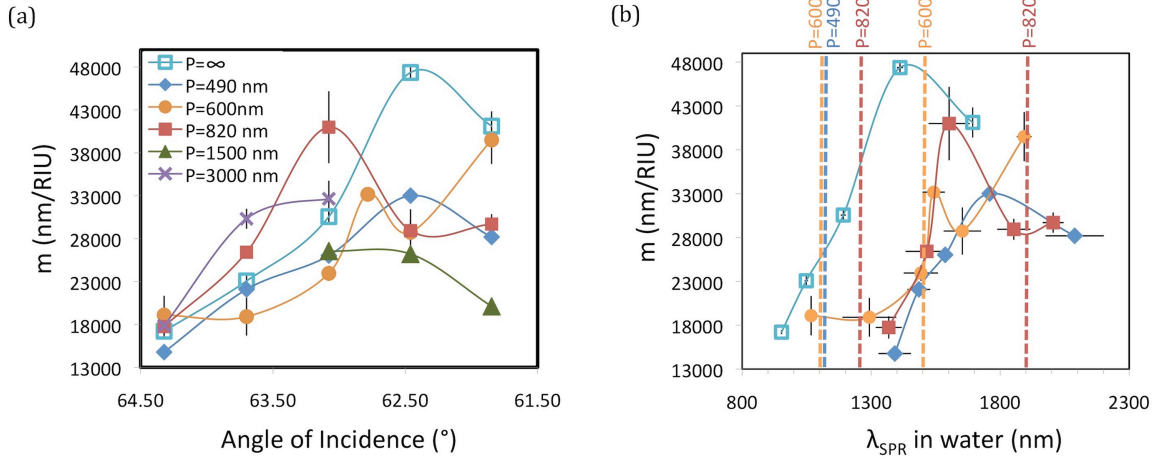 (a)
48000
43000
38000
33000
28000
23000
18000
13000
m (nm/RIU)
P=∞
P=490 nm
P=600nm
P=820 nm
P=1500 nm
P=3000 nm
64.50 63.50 62.50 61.50
Angle of Incidence (°)
(b)
P=600
P=490
P=820
P=600
P=820
48000
43000
38000
33000
28000
23000
18000
13000
m (nm/RIU)
800 1300 1800 2300
λSPR in water (nm)